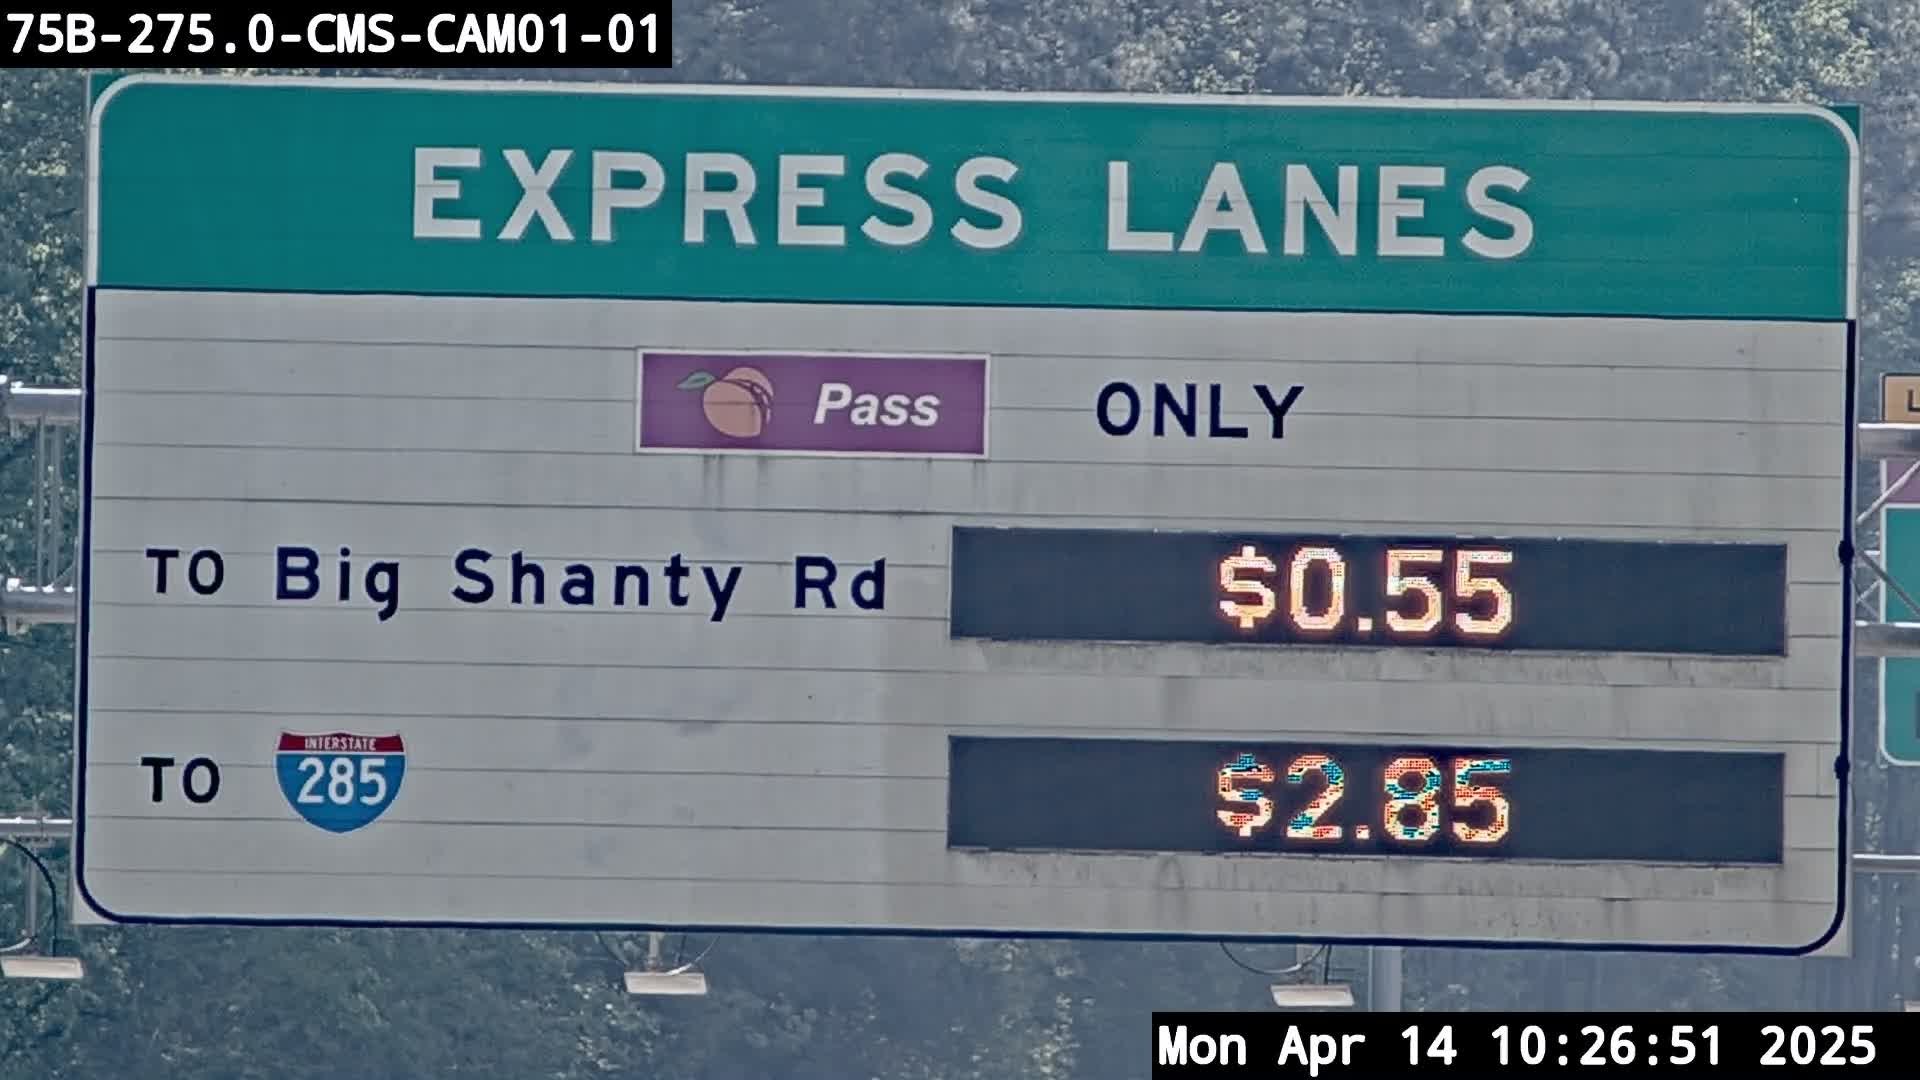 75B-275.0-CMS-CAM01-01
EXPRESS LANES
Pass ONLY
TO Big Shanty Rd $0.55
INTERSTATE
TO 285 $2.85
Mon Apr 14 10:26:51 2025